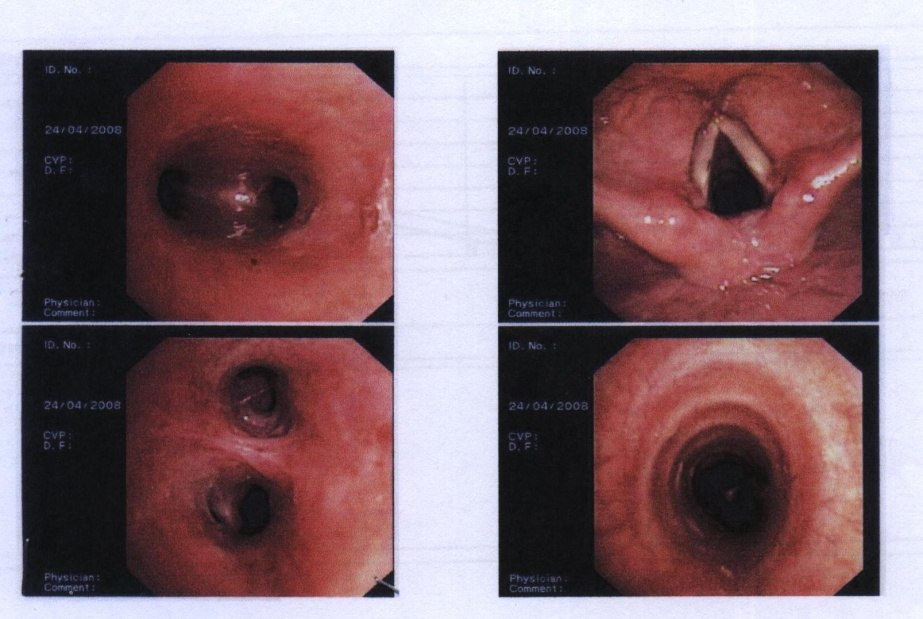 ID. No. :
24/04/2008
CVP:
D. F:
Physician:
Comment:
ID. No. :
24/04/2008
CVP:
D. F:
Physician:
Comment:
ID. No. :
24/04/2008
CVP:
D. F:
Physician:
Comment:
ID. No. :
24/04/2008
CVP:
D. F:
Physician:
Comment: